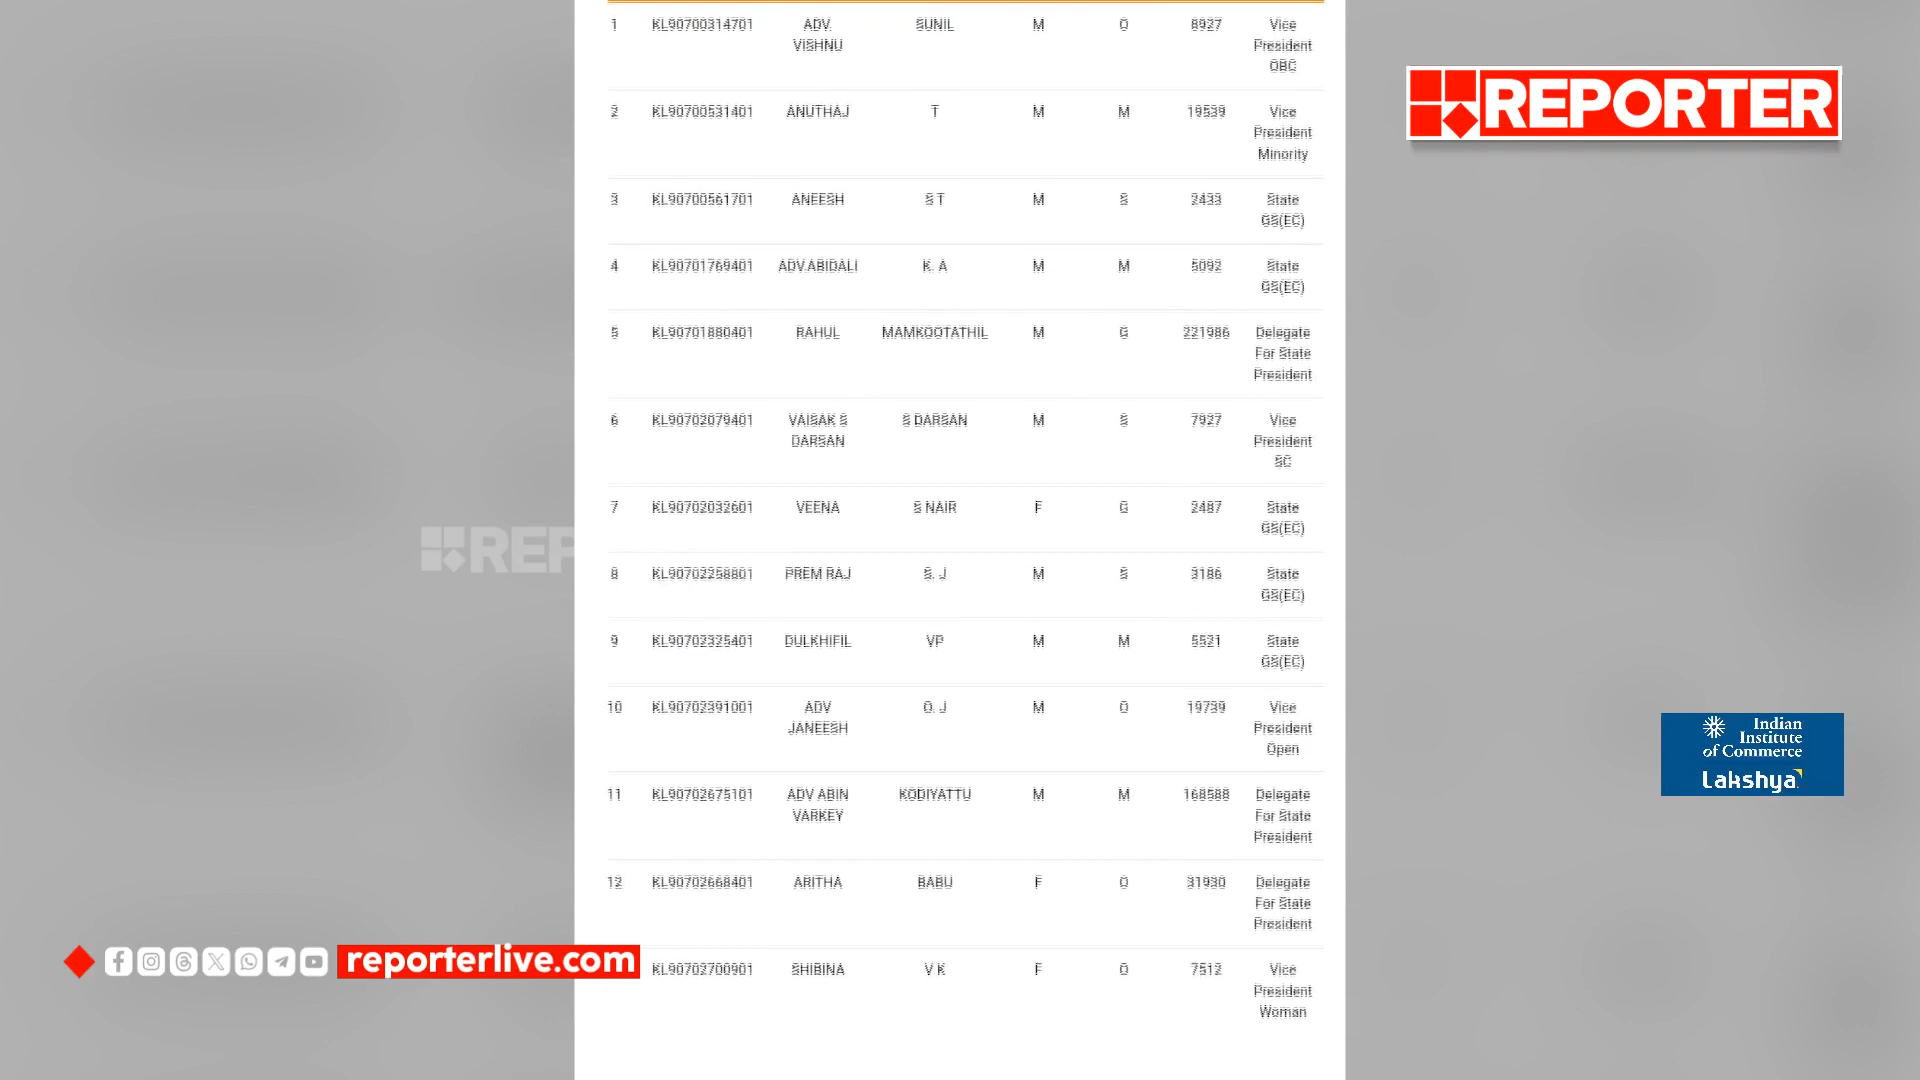 1 KL90700314701 ADV. VISHNU SUNIL M O 8927 Vice President OBC
REPORTER
2 KL90700531401 ANUTHAJ T M M 19539 Vice President Minority
3 KL90700561701 ANEESH S T M S 2433 State GS(EC)
4 KL90701769401 ADV.ABIDALI K. A M M 5092 State GS(EC)
5 KL90701880401 RAHUL MAMKOOTATHIL M G 221986 Delegate For State President
6 KL90702079401 VAISAK S DARSAN S DARSAN M S 7927 Vice President SC
7 KL90702032601 VEENA S NAIR F G 2487 State GS(EC)
REP
8 KL90702258801 PREM RAJ S. J M S 3186 State GS(EC)
9 KL90702325401 DULKHIFIL VP M M 5521 State GS(EC)
10 KL90702391001 ADV JANEESH O. J M O 19739 Vice President Open
Indian
Institute
of Commerce
Lakshya
11 KL90702675101 ADV ABIN VARKEY KODIYATTU M M 168588 Delegate For State President
12 KL90702668401 ARITHA BABU F O 31930 Delegate For State President
reporterlive.com
KL90702700901 SHIBINA V K F O 7512 Vice President Woman